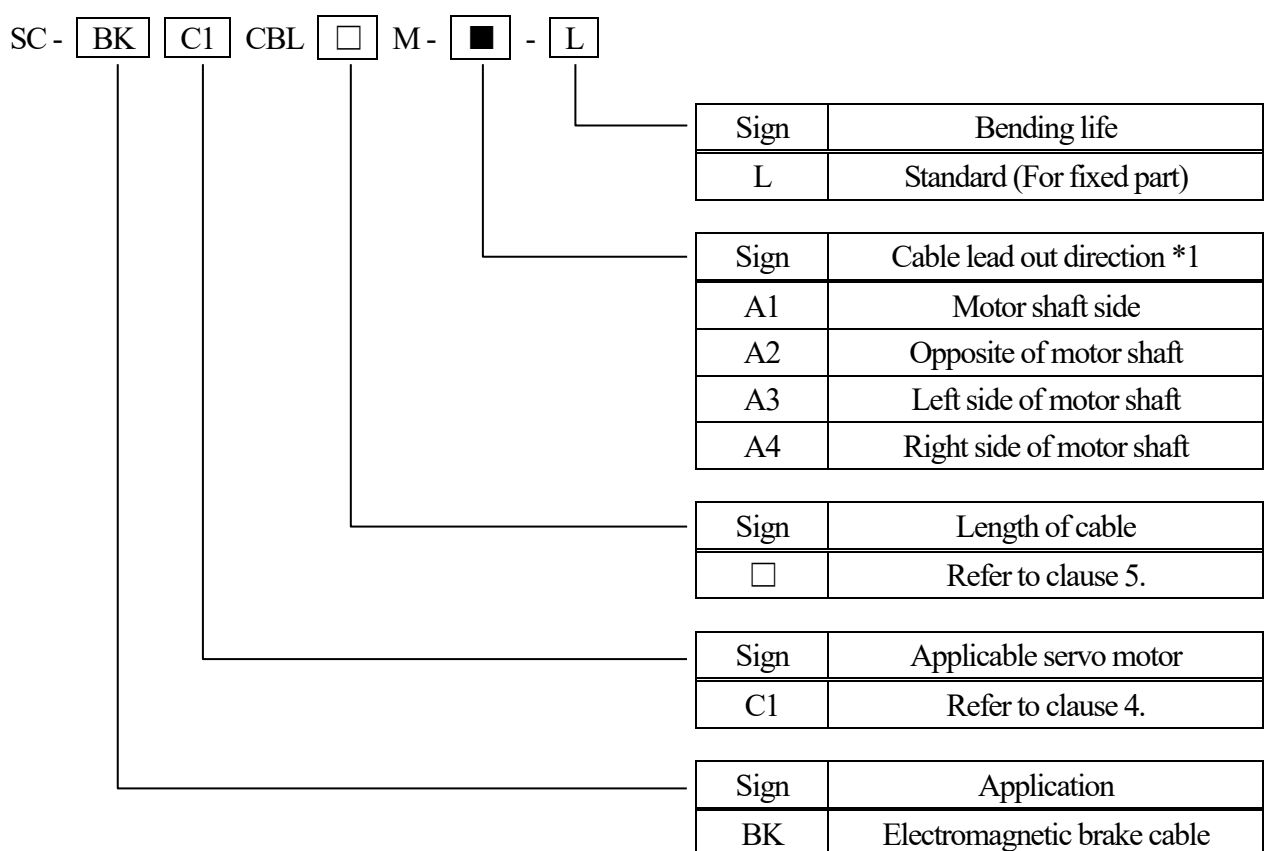 SC - BK C1 CBL □ M - ■ - L
Sign Bending life
L Standard (For fixed part)
Sign Cable lead out direction *1
A1 Motor shaft side
A2 Opposite of motor shaft
A3 Left side of motor shaft
A4 Right side of motor shaft
Sign Length of cable
□ Refer to clause 5.
Sign Applicable servo motor
C1 Refer to clause 4.
Sign Application
BK Electromagnetic brake cable